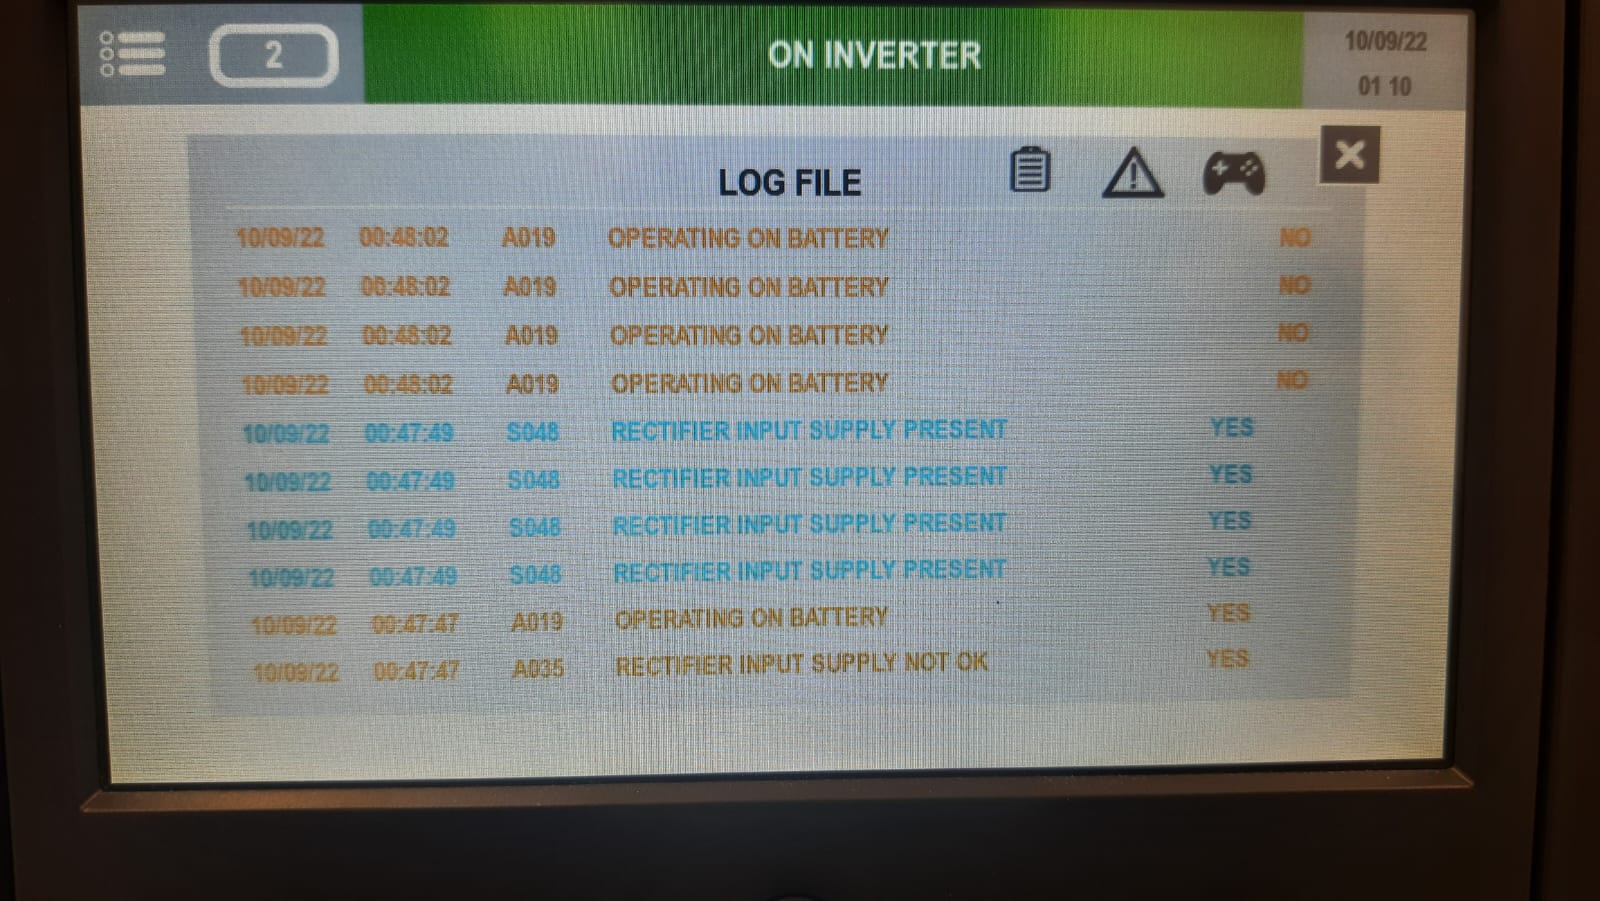 2
ON INVERTER
10/09/22
01 10
LOG FILE
10/09/22 00:48:02 A019 OPERATING ON BATTERY NO
10/09/22 00:48:02 A019 OPERATING ON BATTERY NO
10/09/22 00:48:02 A019 OPERATING ON BATTERY NO
10/09/22 00:48:02 A019 OPERATING ON BATTERY NO
10/09/22 00:47:49 S048 RECTIFIER INPUT SUPPLY PRESENT YES
10/09/22 00:47:49 S048 RECTIFIER INPUT SUPPLY PRESENT YES
10/09/22 00:47:49 S048 RECTIFIER INPUT SUPPLY PRESENT YES
10/09/22 00:47:49 S048 RECTIFIER INPUT SUPPLY PRESENT YES
10/09/22 00:47:47 A019 OPERATING ON BATTERY YES
10/09/22 00:47:47 A035 RECTIFIER INPUT SUPPLY NOT OK YES